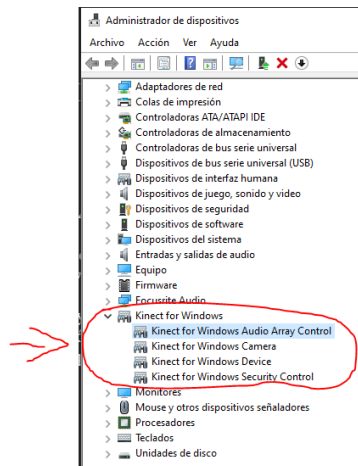 Administrador de dispositivos
Archivo Acción Ver Ayuda
Adaptadores de red
Colas de impresión
Controladoras ATA/ATAPI IDE
Controladoras de almacenamiento
Controladoras de bus serie universal
Dispositivos de bus serie universal (USB)
Dispositivos de interfaz humana
Dispositivos de juego, sonido y video
Dispositivos de seguridad
Dispositivos de software
Dispositivos del sistema
Entradas y salidas de audio
Equipo
Firmware
Focusrite Audio
Kinect for Windows
Kinect for Windows Audio Array Control
Kinect for Windows Camera
Kinect for Windows Device
Kinect for Windows Security Control
Monitores
Mouse y otros dispositivos señaladores
Procesadores
Teclados
Unidades de disco